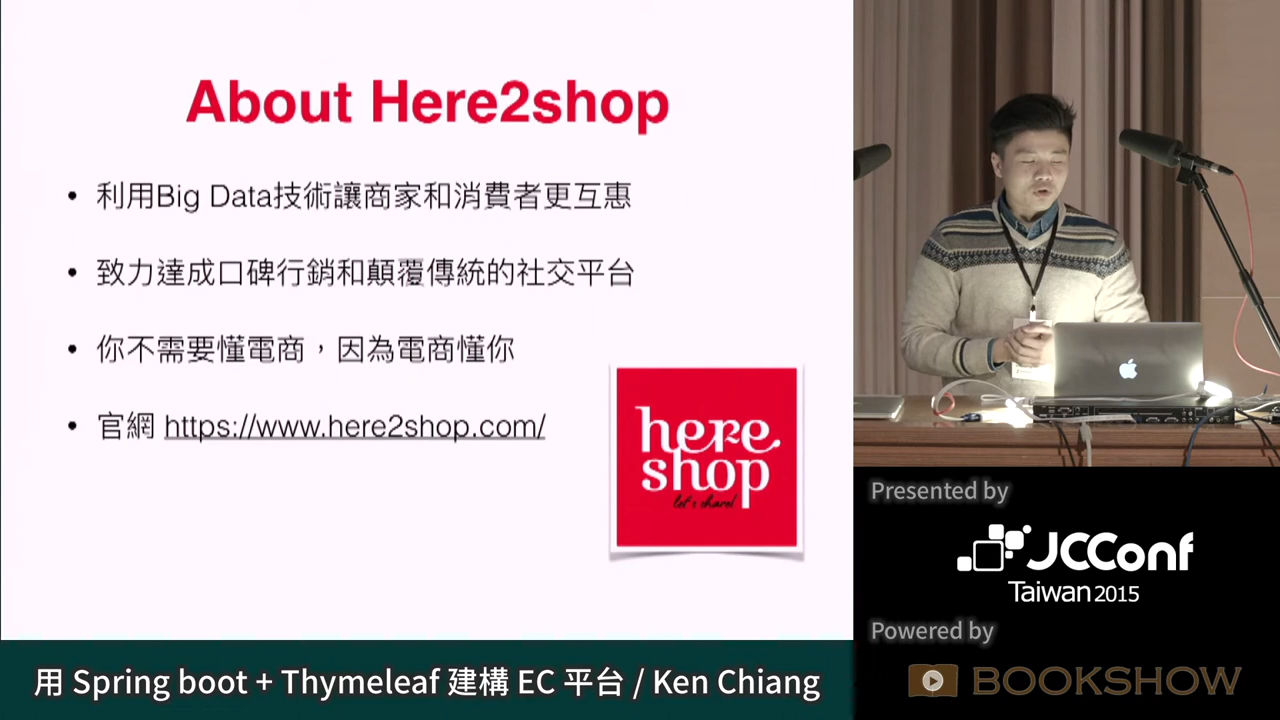 About Here2shop
• 利用Big Data技術讓商家和消費者更互惠
• 致力達成口碑行銷和顛覆傳統的社交平台
• 你不需要懂電商，因為電商懂你
• 官網 https://www.here2shop.com/
here
shop
let's share!
Presented by
JCConf
Taiwan 2015
Powered by
BOOKSHOW
用 Spring boot + Thymeleaf 建構 EC 平台 / Ken Chiang